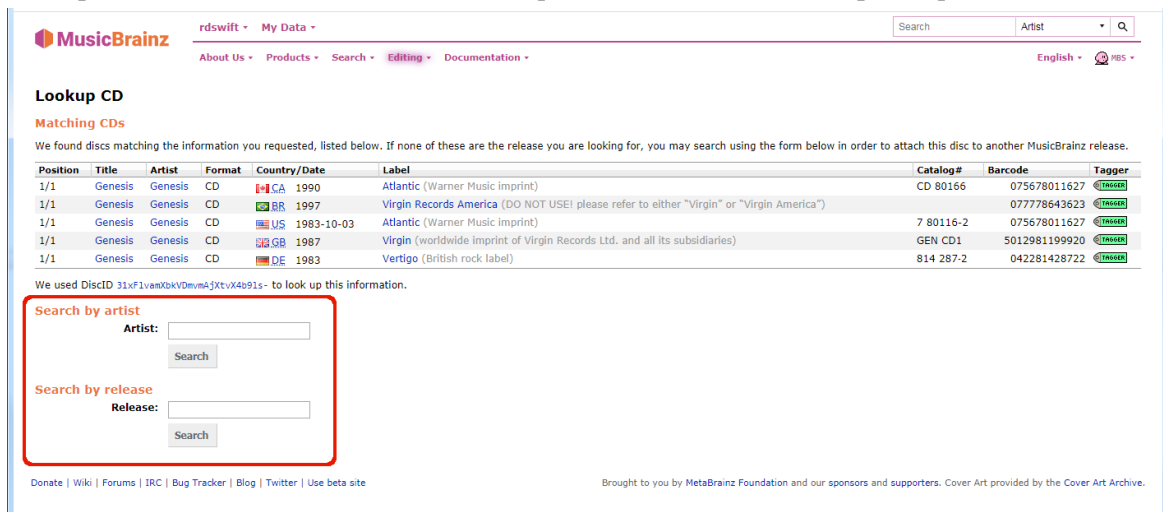 MusicBrainz
rdswift ▾ My Data ▾
Search Artist
About Us ▾ Products ▾ Search ▾ Editing ▾ Documentation ▾ English ▾ MBS ▾
Lookup CD
Matching CDs
We found discs matching the information you requested, listed below. If none of these are the release you are looking for, you may search using the form below in order to attach this disc to another MusicBrainz release.
Position Title Artist Format Country/Date Label Catalog# Barcode Tagger
1/1 Genesis Genesis CD CA 1990 Atlantic (Warner Music imprint) CD 80166 075678011627 TAGGER
1/1 Genesis Genesis CD BR 1997 Virgin Records America (DO NOT USE! please refer to either "Virgin" or "Virgin America") 077778643623 TAGGER
1/1 Genesis Genesis CD US 1983-10-03 Atlantic (Warner Music imprint) 7 80116-2 075678011627 TAGGER
1/1 Genesis Genesis CD GB 1987 Virgin (worldwide imprint of Virgin Records Ltd. and all its subsidiaries) GEN CD1 5012981199920 TAGGER
1/1 Genesis Genesis CD DE 1983 Vertigo (British rock label) 814 287-2 042281428722 TAGGER
We used DiscID 31xF1vamXbkVDmvmAjXtvX4b91s- to look up this information.
Search by artist
Artist:
Search
Search by release
Release:
Search
Donate | Wiki | Forums | IRC | Bug Tracker | Blog | Twitter | Use beta site Brought to you by MetaBrainz Foundation and our sponsors and supporters. Cover Art provided by the Cover Art Archive.